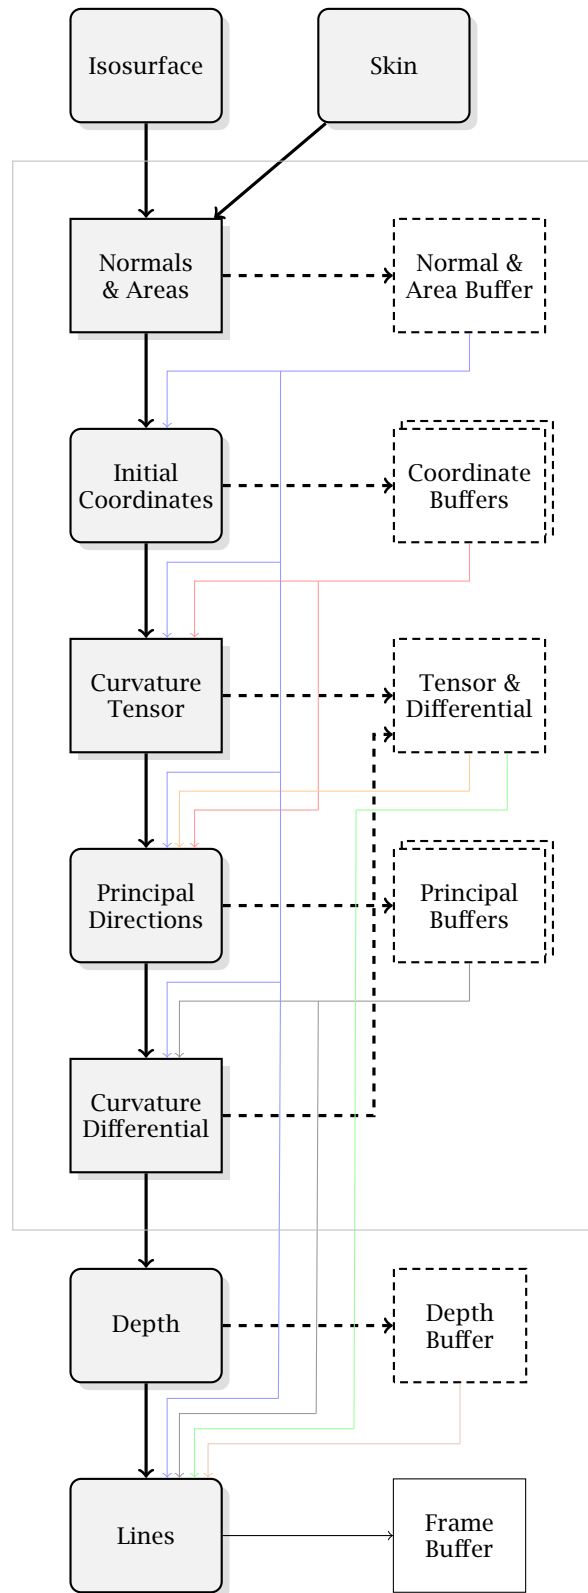 Isosurface
Skin
Normals
& Areas
Normal &
Area Buffer
Initial
Coordinates
Coordinate
Buffers
Curvature
Tensor
Tensor &
Differential
Principal
Directions
Principal
Buffers
Curvature
Differential
Depth
Depth
Buffer
Lines
Frame
Buffer